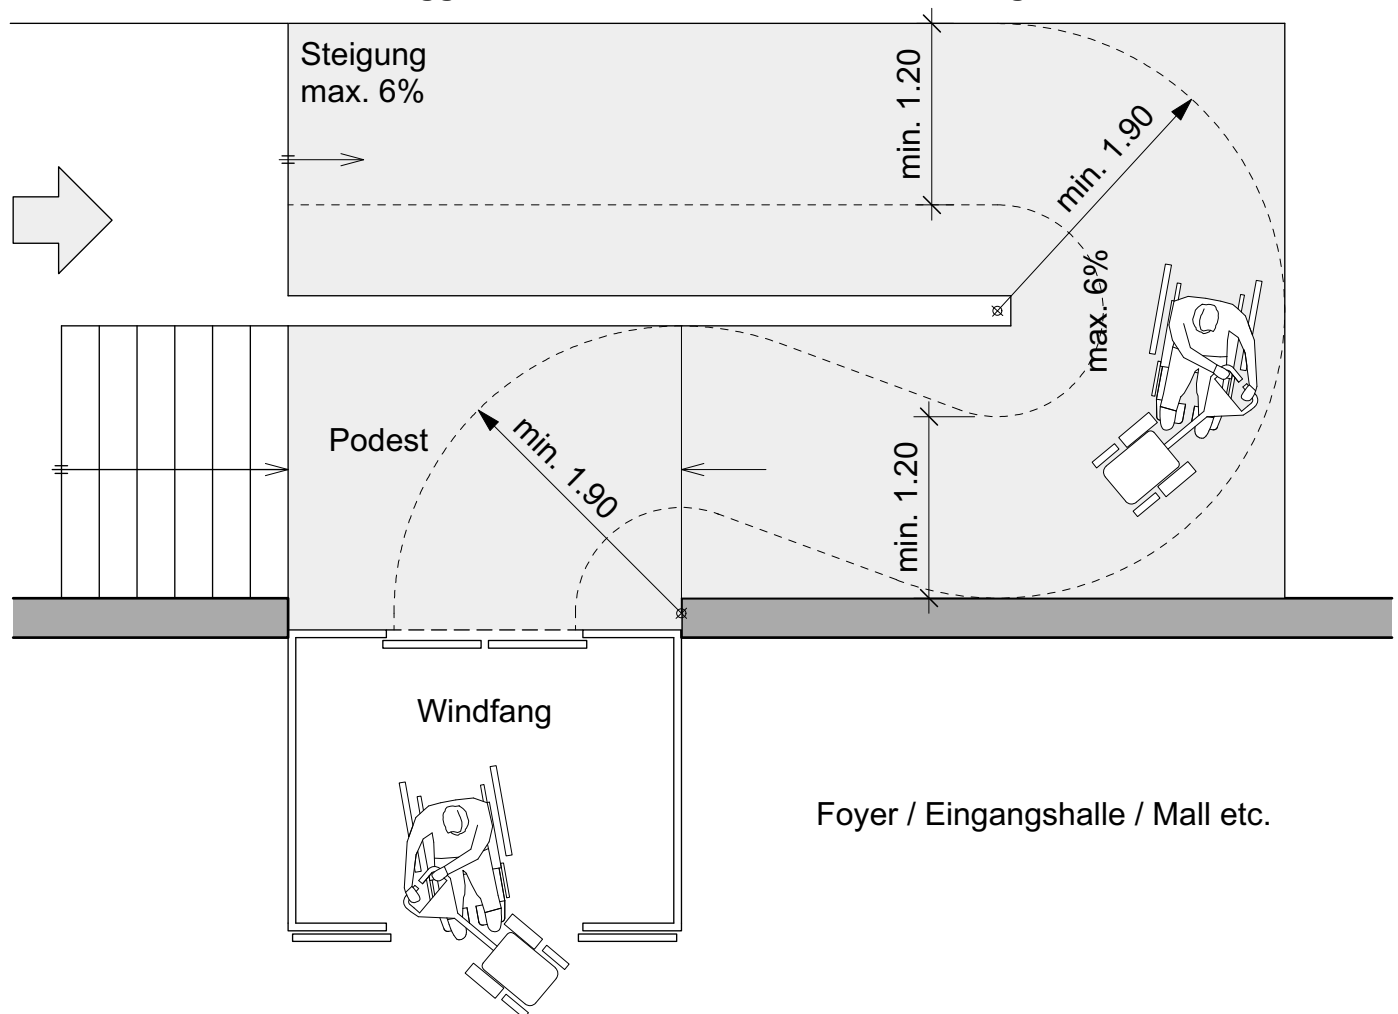 Steigung
max. 6%
min. 1.20
min. 1.90
max. 6%
Podest
min. 1.90
min. 1.20
Windfang
Foyer / Eingangshalle / Mall etc.